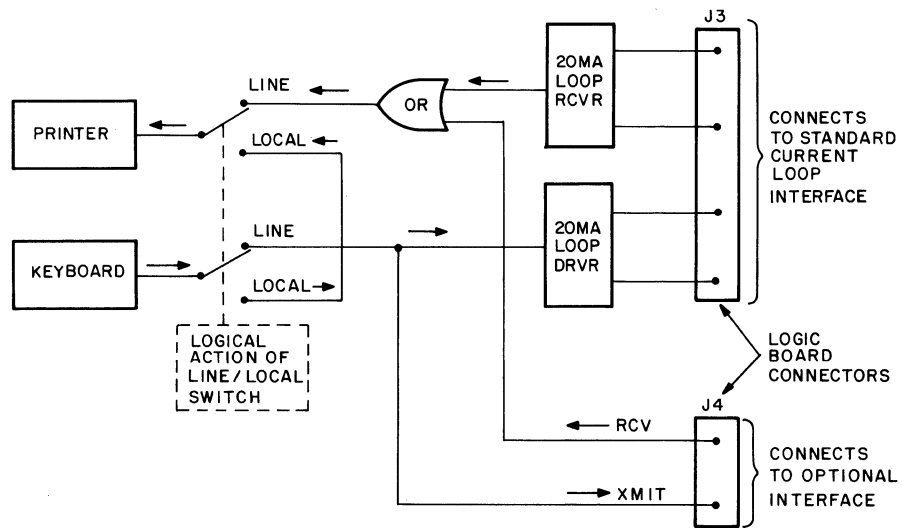 J3
20MA
LOOP
RCVR
LINE
OR
PRINTER
LOCAL
CONNECTS
TO STANDARD
CURRENT
LOOP
INTERFACE
LINE
20MA
LOOP
DRVR
KEYBOARD
LOCAL
LOGICAL
ACTION OF
LINE/LOCAL
SWITCH
LOGIC
BOARD
CONNECTORS
J4
RCV
XMIT
CONNECTS
TO OPTIONAL
INTERFACE